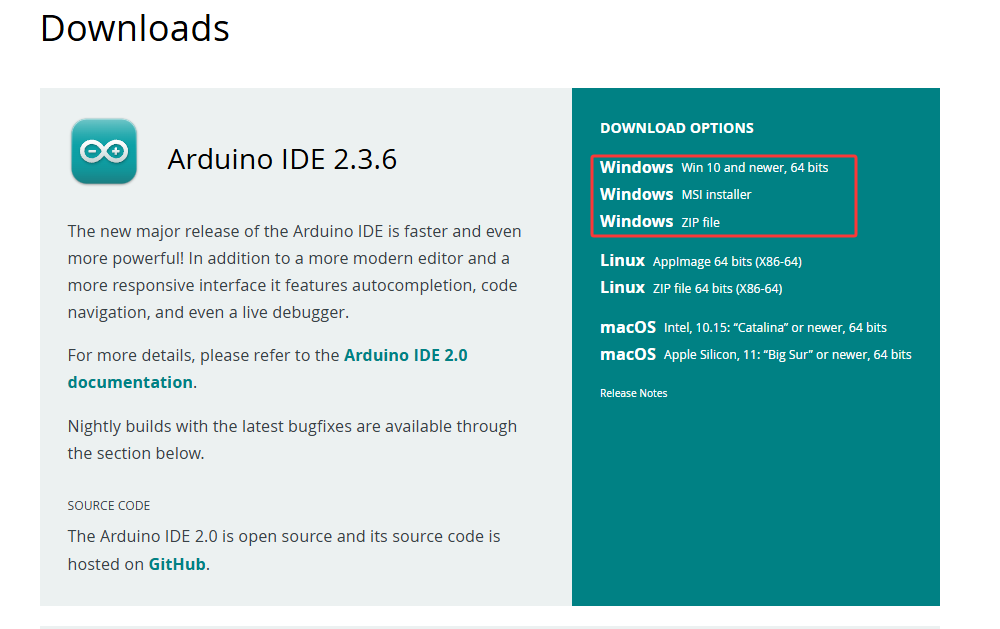 Downloads
Arduino IDE 2.3.6
The new major release of the Arduino IDE is faster and even
more powerful! In addition to a more modern editor and a
more responsive interface it features autocompletion, code
navigation, and even a live debugger.
For more details, please refer to the Arduino IDE 2.0
documentation.
Nightly builds with the latest bugfixes are available through
the section below.
SOURCE CODE
The Arduino IDE 2.0 is open source and its source code is
hosted on GitHub.
DOWNLOAD OPTIONS
Windows Win 10 and newer, 64 bits
Windows MSI installer
Windows ZIP file
Linux AppImage 64 bits (X86-64)
Linux ZIP file 64 bits (X86-64)
macOS Intel, 10.15: “Catalina” or newer, 64 bits
macOS Apple Silicon, 11: “Big Sur” or newer, 64 bits
Release Notes